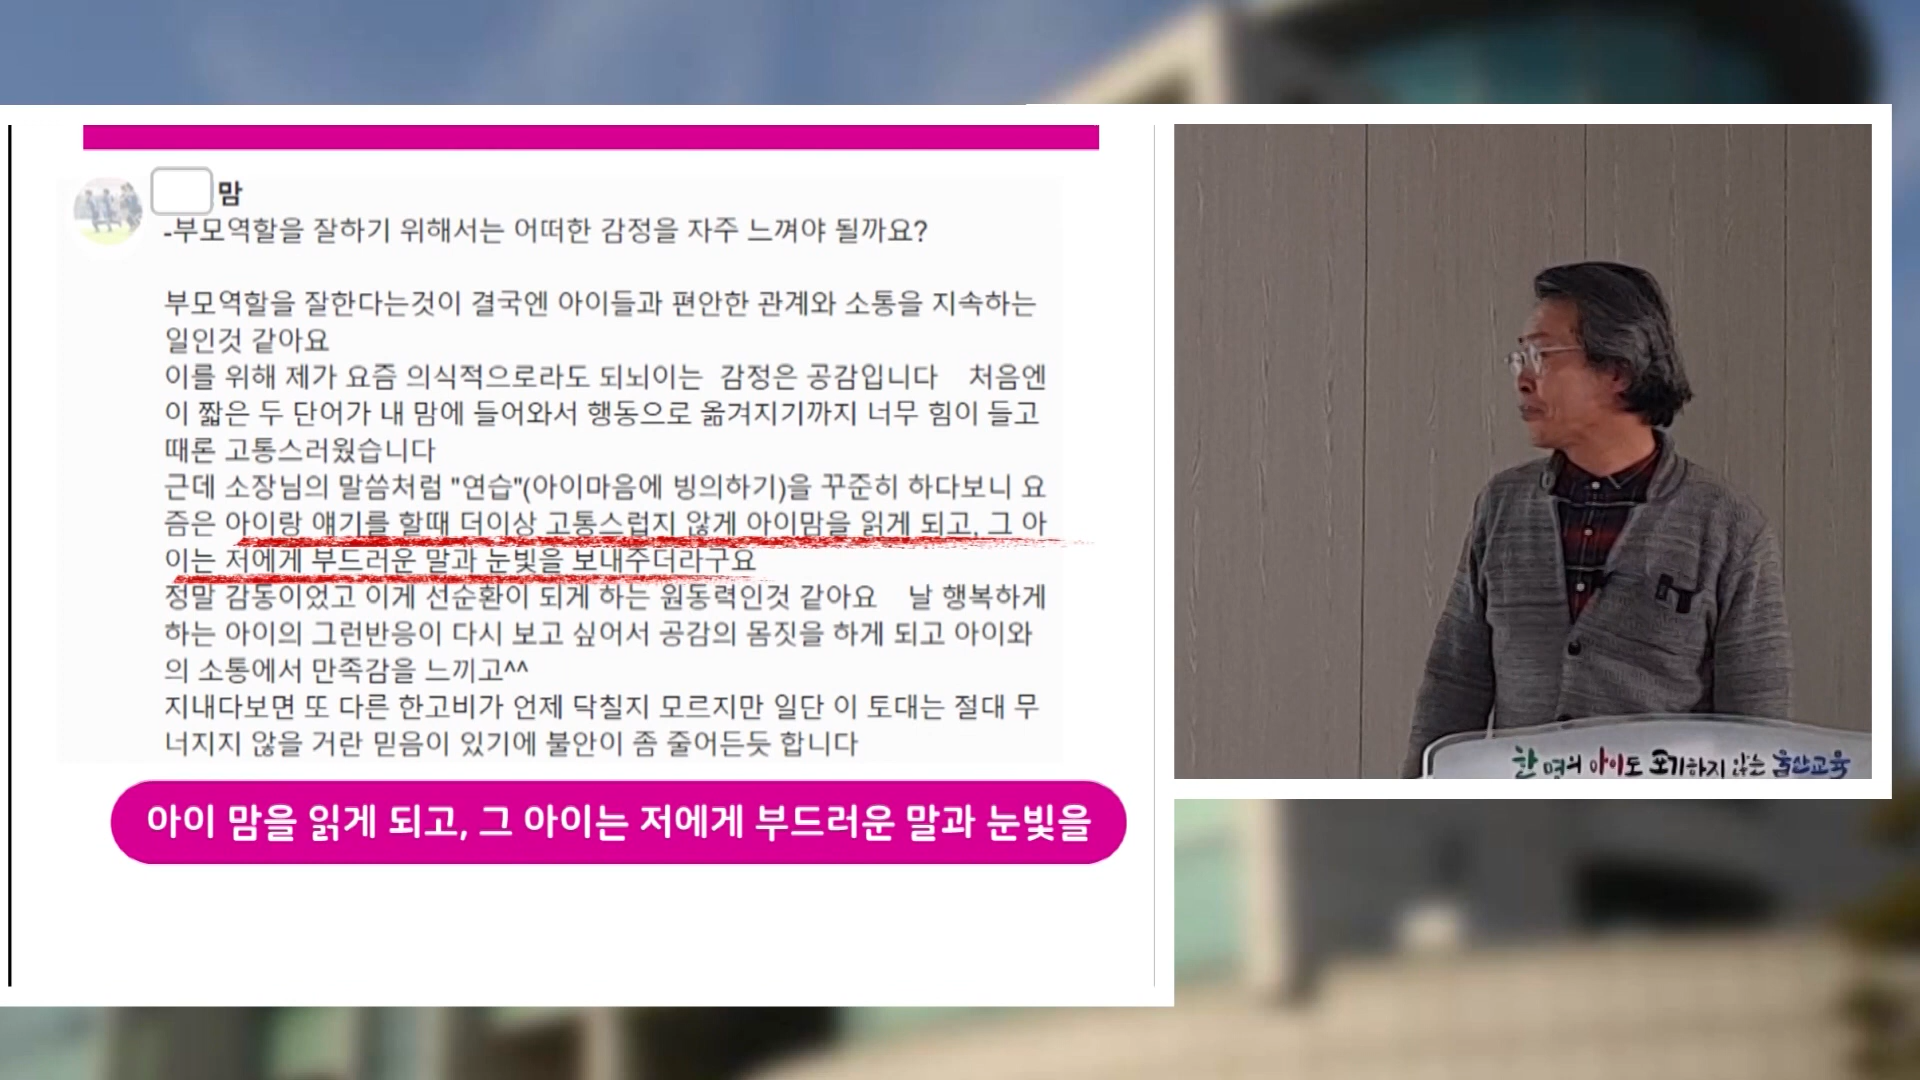 맘
-부모역할을 잘하기 위해서는 어떠한 감정을 자주 느껴야 될까요?
부모역할을 잘한다는것이 결국엔 아이들과 편안한 관계와 소통을 지속하는
일인것 같아요
이를 위해 제가 요즘 의식적으로라도 되뇌이는 감정은 공감입니다 처음엔
이 짧은 두 단어가 내 맘에 들어와서 행동으로 옮겨지기까지 너무 힘이 들고
때론 고통스러웠습니다
근데 소장님의 말씀처럼 "연습"(아이마음에 빙의하기)을 꾸준히 하다보니 요
즘은 아이랑 얘기를 할때 더이상 고통스럽지 않게 아이맘을 읽게 되고, 그 아
이는 저에게 부드러운 말과 눈빛을 보내주더라구요
정말 감동이었고 이게 선순환이 되게 하는 원동력인것 같아요 날 행복하게
하는 아이의 그런반응이 다시 보고 싶어서 공감의 몸짓을 하게 되고 아이와
의 소통에서 만족감을 느끼고^^
지내다보면 또 다른 한고비가 언제 닥칠지 모르지만 일단 이 토대는 절대 무
너지지 않을 거란 믿음이 있기에 불안이 좀 줄어든듯 합니다
아이 맘을 읽게 되고, 그 아이는 저에게 부드러운 말과 눈빛을
한 명의 아이도 포기하지 않는 울산교육